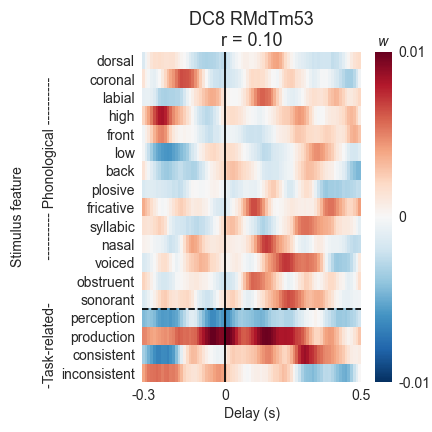 DC8 RMdTm53
r = 0.10
w
dorsal
coronal
labial
high
front
low
back
plosive
fricative
syllabic
nasal
voiced
obstruent
sonorant
perception
production
consistent
inconsistent
Stimulus feature
-Task-related- ----------- Phonological ----------
0.01
0
-0.01
-0.3
0
0.5
Delay (s)